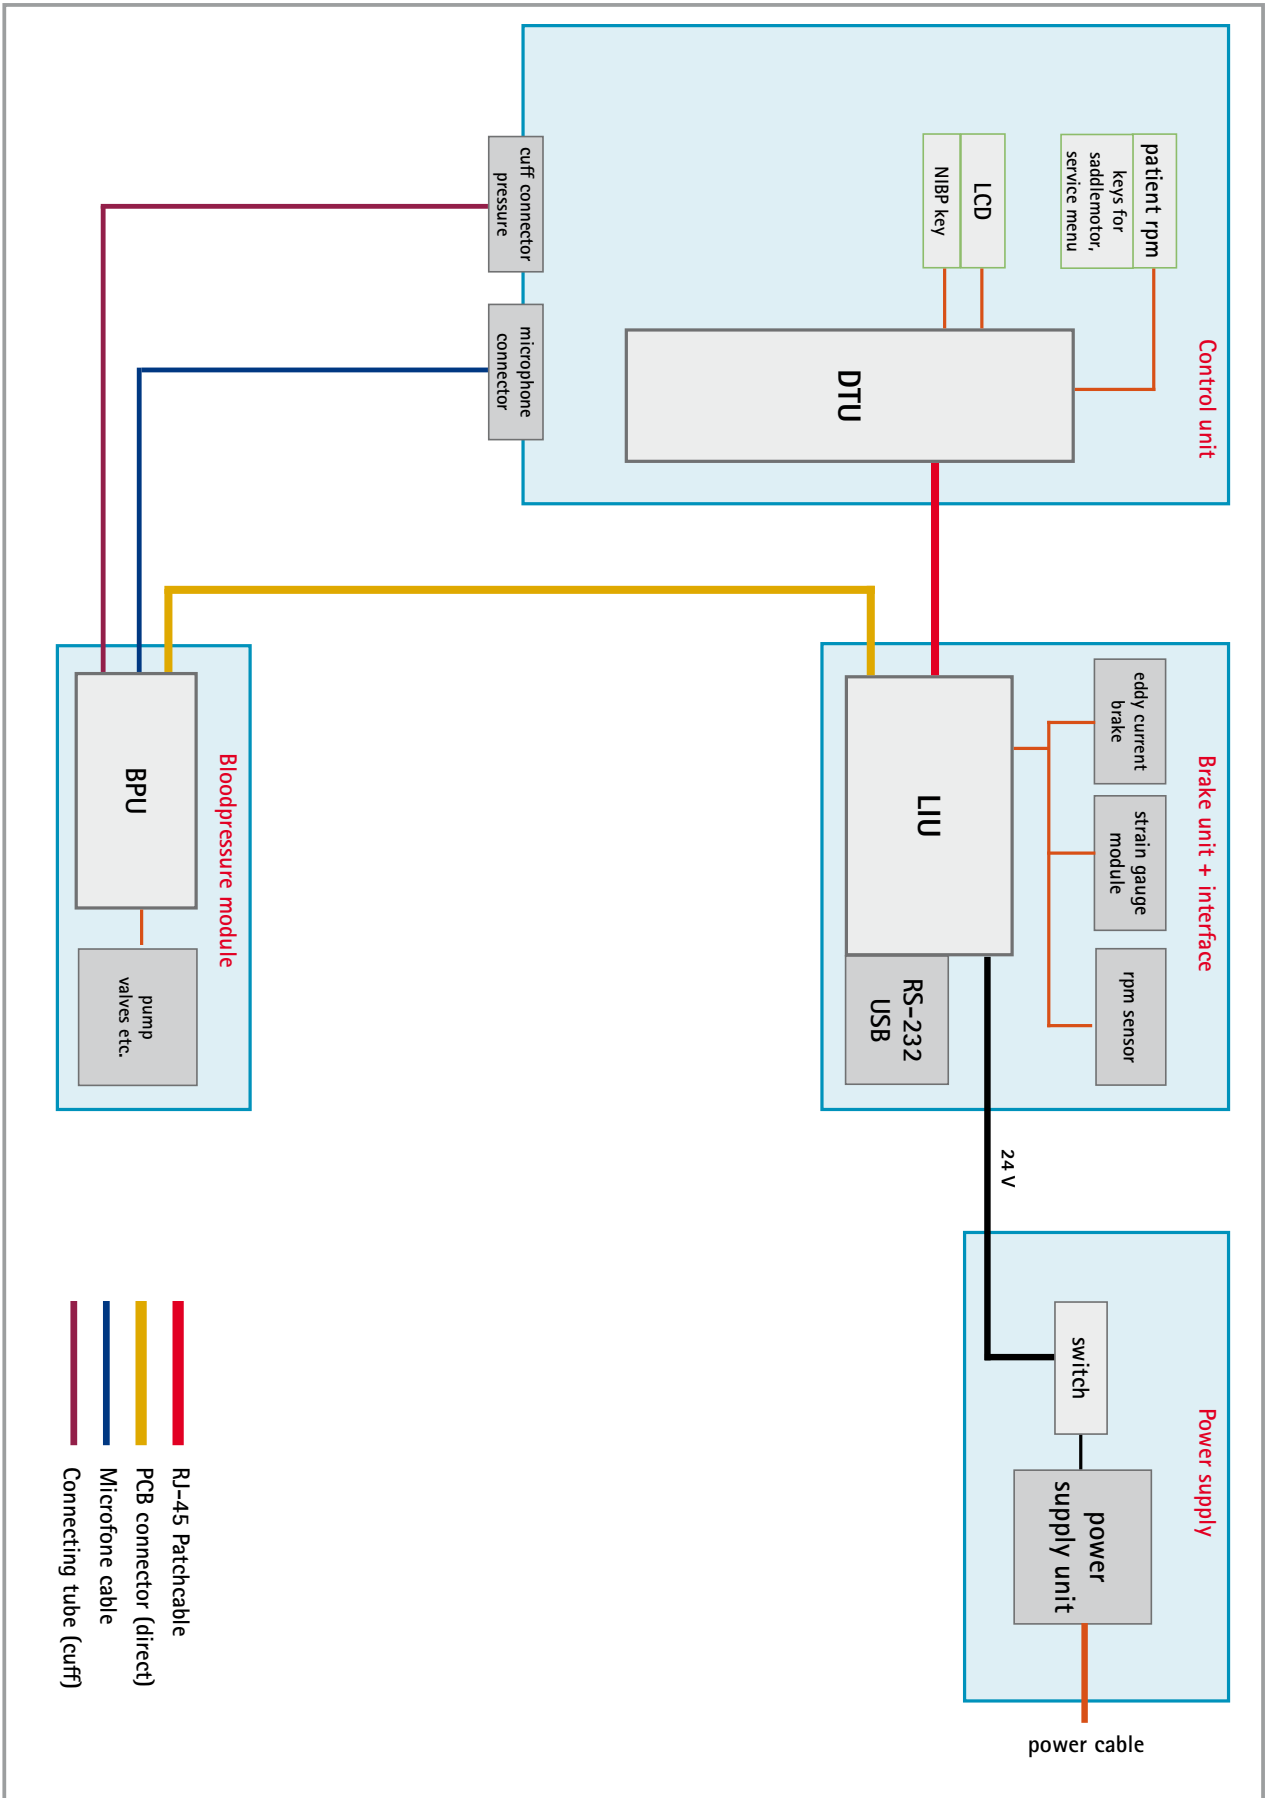 Control unit
patient rpm
keys for
saddlemotor,
service menu
LCD
NIBP key
DTU
cuff connector
pressure
microphone
connector
Brake unit + interface
eddy current
brake
strain gauge
module
rpm sensor
LIU
RS-232
USB
24 V
Power supply
switch
power
supply unit
power cable
Bloodpressure module
BPU
pump
valves etc.
RJ-45 Patchcable
PCB connector (direct)
Microfone cable
Connecting tube (cuff)